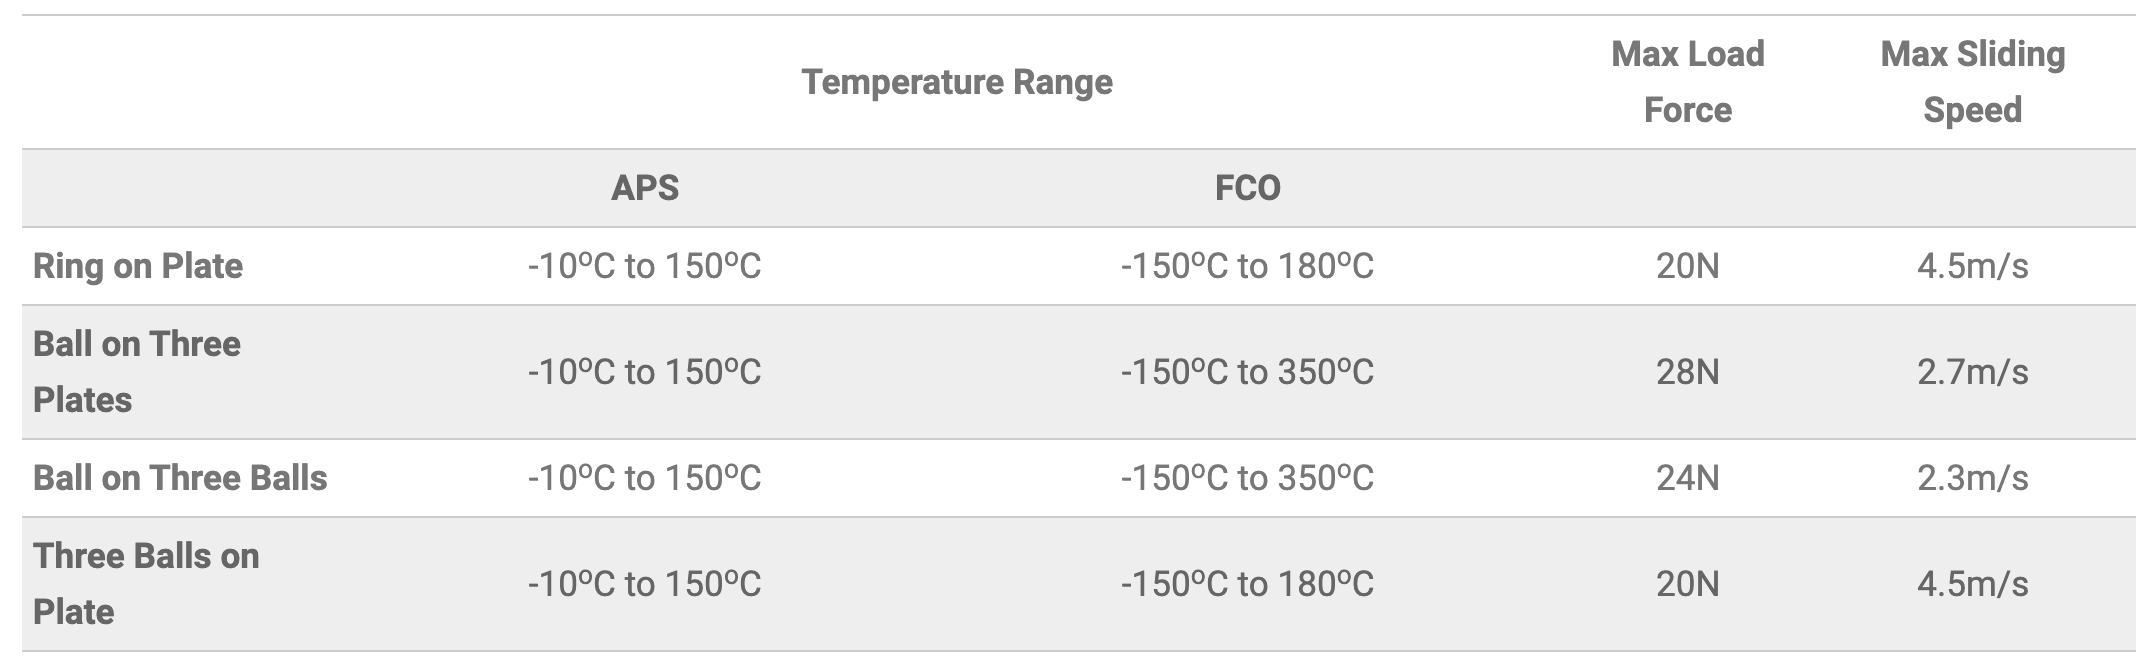 Temperature Range Max Load Force Max Sliding Speed
APS FCO
Ring on Plate -10ºC to 150ºC -150ºC to 180ºC 20N 4.5m/s
Ball on Three Plates -10ºC to 150ºC -150ºC to 350ºC 28N 2.7m/s
Ball on Three Balls -10ºC to 150ºC -150ºC to 350ºC 24N 2.3m/s
Three Balls on Plate -10ºC to 150ºC -150ºC to 180ºC 20N 4.5m/s